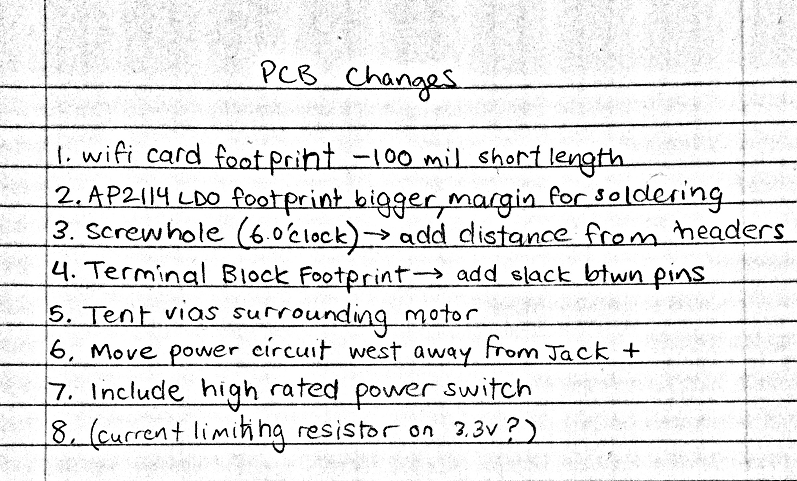 PCB Changes
1. wifi card footprint -100 mil short length
2. AP2114 LDO footprint bigger, margin for soldering
3. Screwhole (6.o'clock) → add distance from headers
4. Terminal Block Footprint → add slack btwn pins
5. Tent vias surrounding motor
6. Move power circuit west away from Jack +
7. Include high rated power switch
8. (current limiting resistor on 3.3v?)